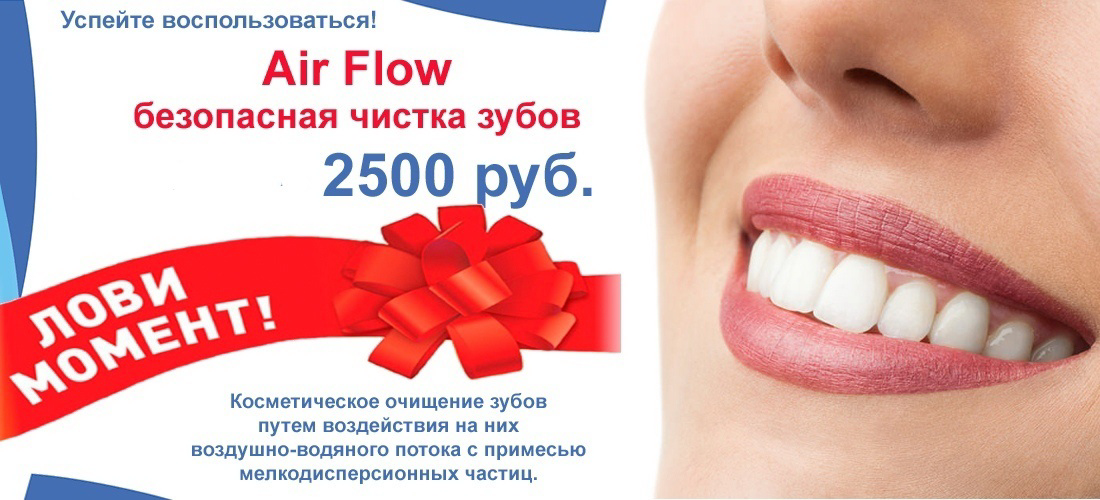 Успейте воспользоваться!
Air Flow
безопасная чистка зубов
2500 руб.
ЛОВИ
МОМЕНТ!
Косметическое очищение зубов
путем воздействия на них
воздушно-водяного потока с примесью
мелкодисперсионных частиц.